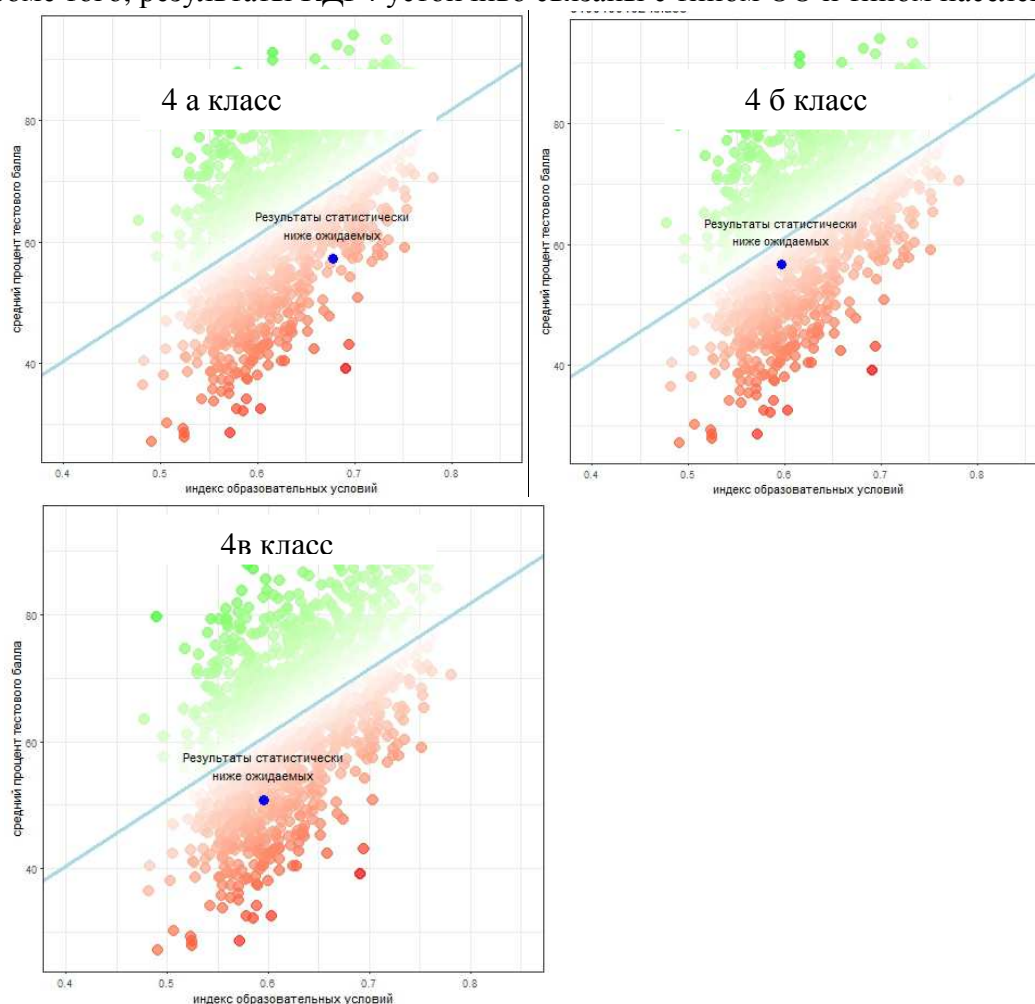 результаты
4 а класс
80
60
40
средний процент тестового балла
Результаты статистически
ниже ожидаемых
0.4 0.5 0.6 0.7 0.8
индекс образовательных условий
4 б класс
80
60
40
средний процент тестового балла
Результаты статистически
ниже ожидаемых
0.4 0.5 0.6 0.7 0.8
индекс образовательных условий
4в класс
80
60
40
средний процент тестового балла
Результаты статистически
ниже ожидаемых
0.4 0.5 0.6 0.7 0.8
индекс образовательных условий